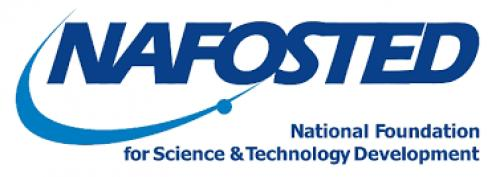 NAFOSTED
National Foundation
for Science & Technology Development